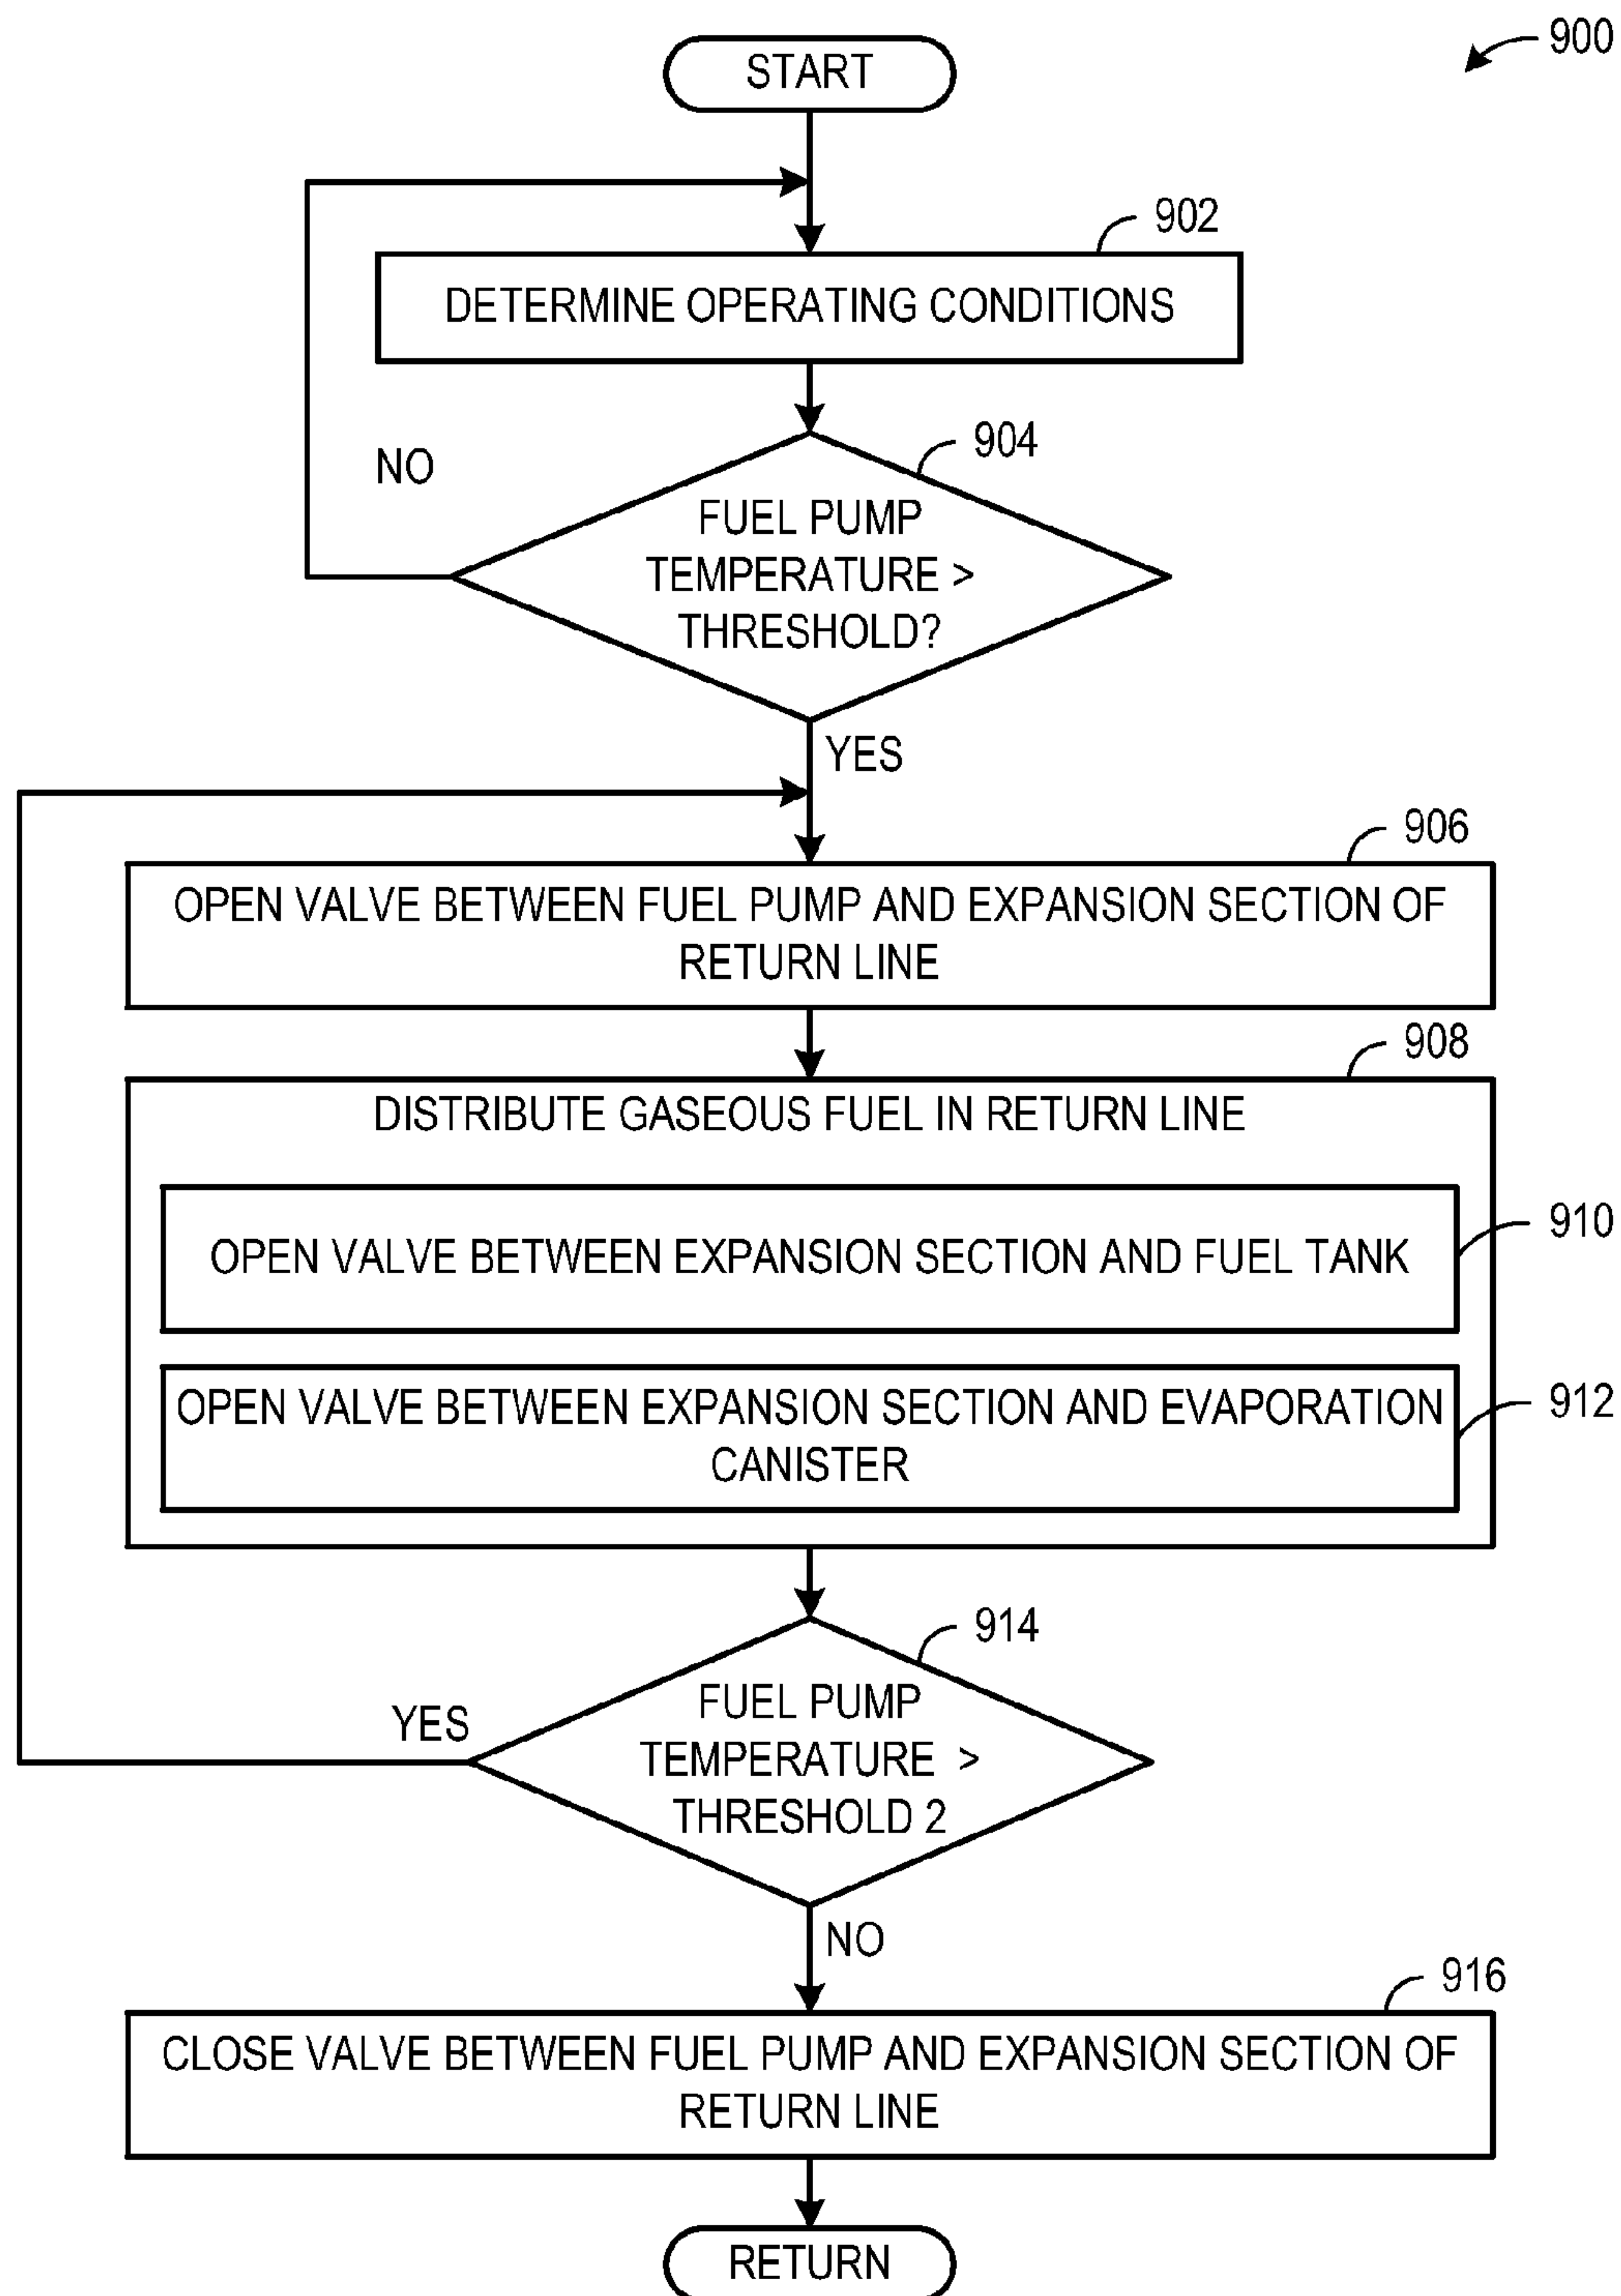 900
START
902
DETERMINE OPERATING CONDITIONS
904
NO
FUEL PUMP
TEMPERATURE >
THRESHOLD?
YES
906
OPEN VALVE BETWEEN FUEL PUMP AND EXPANSION SECTION OF
RETURN LINE
908
DISTRIBUTE GASEOUS FUEL IN RETURN LINE
910
OPEN VALVE BETWEEN EXPANSION SECTION AND FUEL TANK
912
OPEN VALVE BETWEEN EXPANSION SECTION AND EVAPORATION
CANISTER
914
YES
FUEL PUMP
TEMPERATURE >
THRESHOLD 2
NO
916
CLOSE VALVE BETWEEN FUEL PUMP AND EXPANSION SECTION OF
RETURN LINE
RETURN